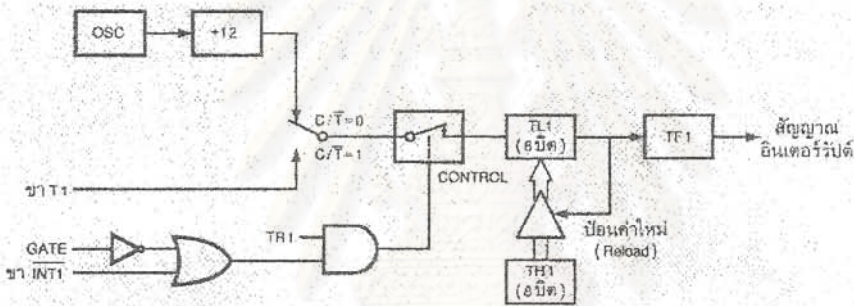 OSC
÷12
C/T̅=0
C/T̅=1
CONTROL
TL1
(8บิต)
TF1
สัญญาณ
อินเตอร์รัปต์
ขา T1
GATE
ขา I̅N̅T̅1̅
TR1
ป้อนค่าใหม่
(Reload)
TH1
(8บิต)